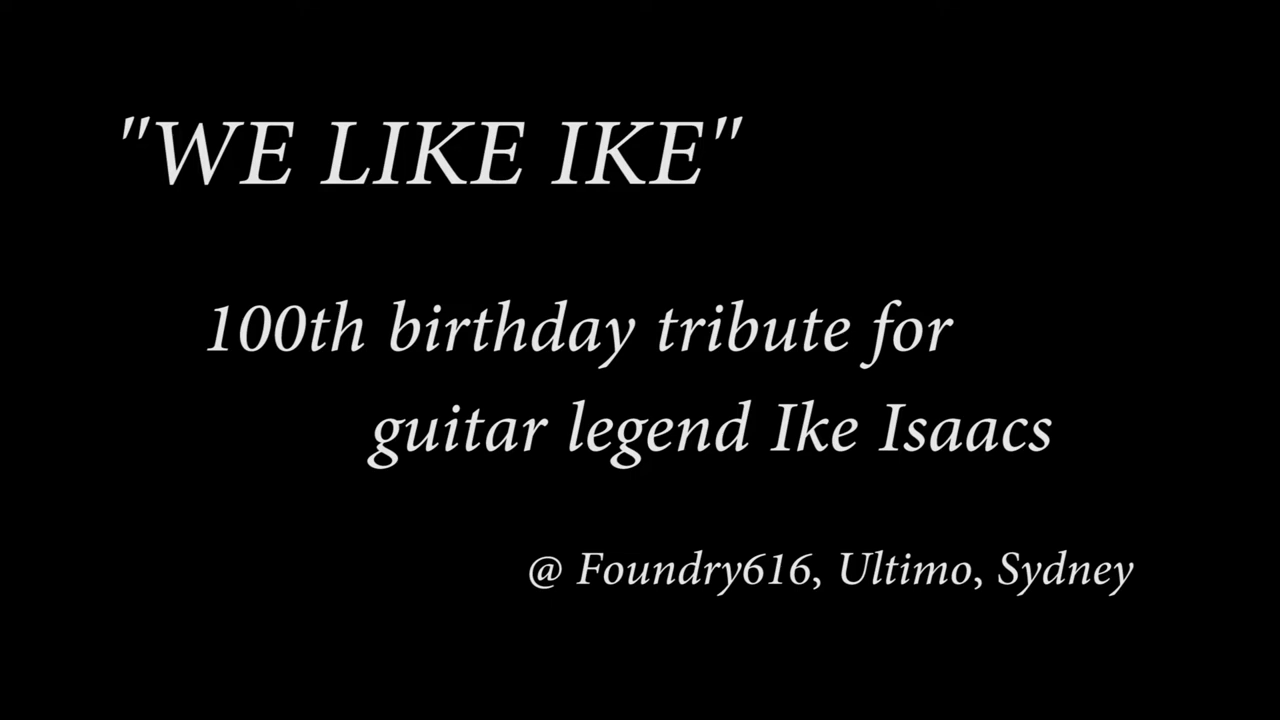 "WE LIKE IKE"
100th birthday tribute for
guitar legend Ike Isaacs
@ Foundry616, Ultimo, Sydney